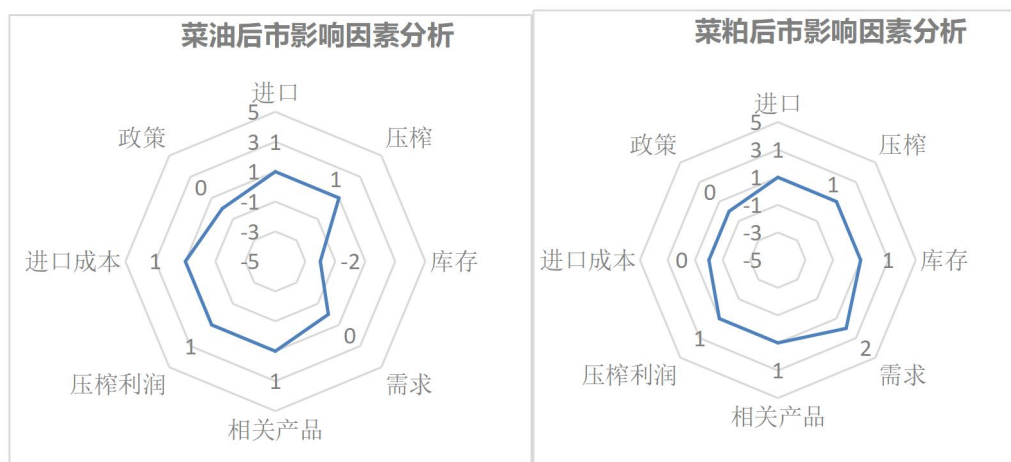 菜油后市影响因素分析
进口
5
政策
压榨
3
1
1
0
1
-1
-3
进口成本
1
-5
-2
库存
1
0
压榨利润
1
需求
相关产品
菜粕后市影响因素分析
进口
5
政策
压榨
3
1
1
0
1
-1
-3
进口成本
0
-5
1
库存
1
2
压榨利润
1
需求
相关产品